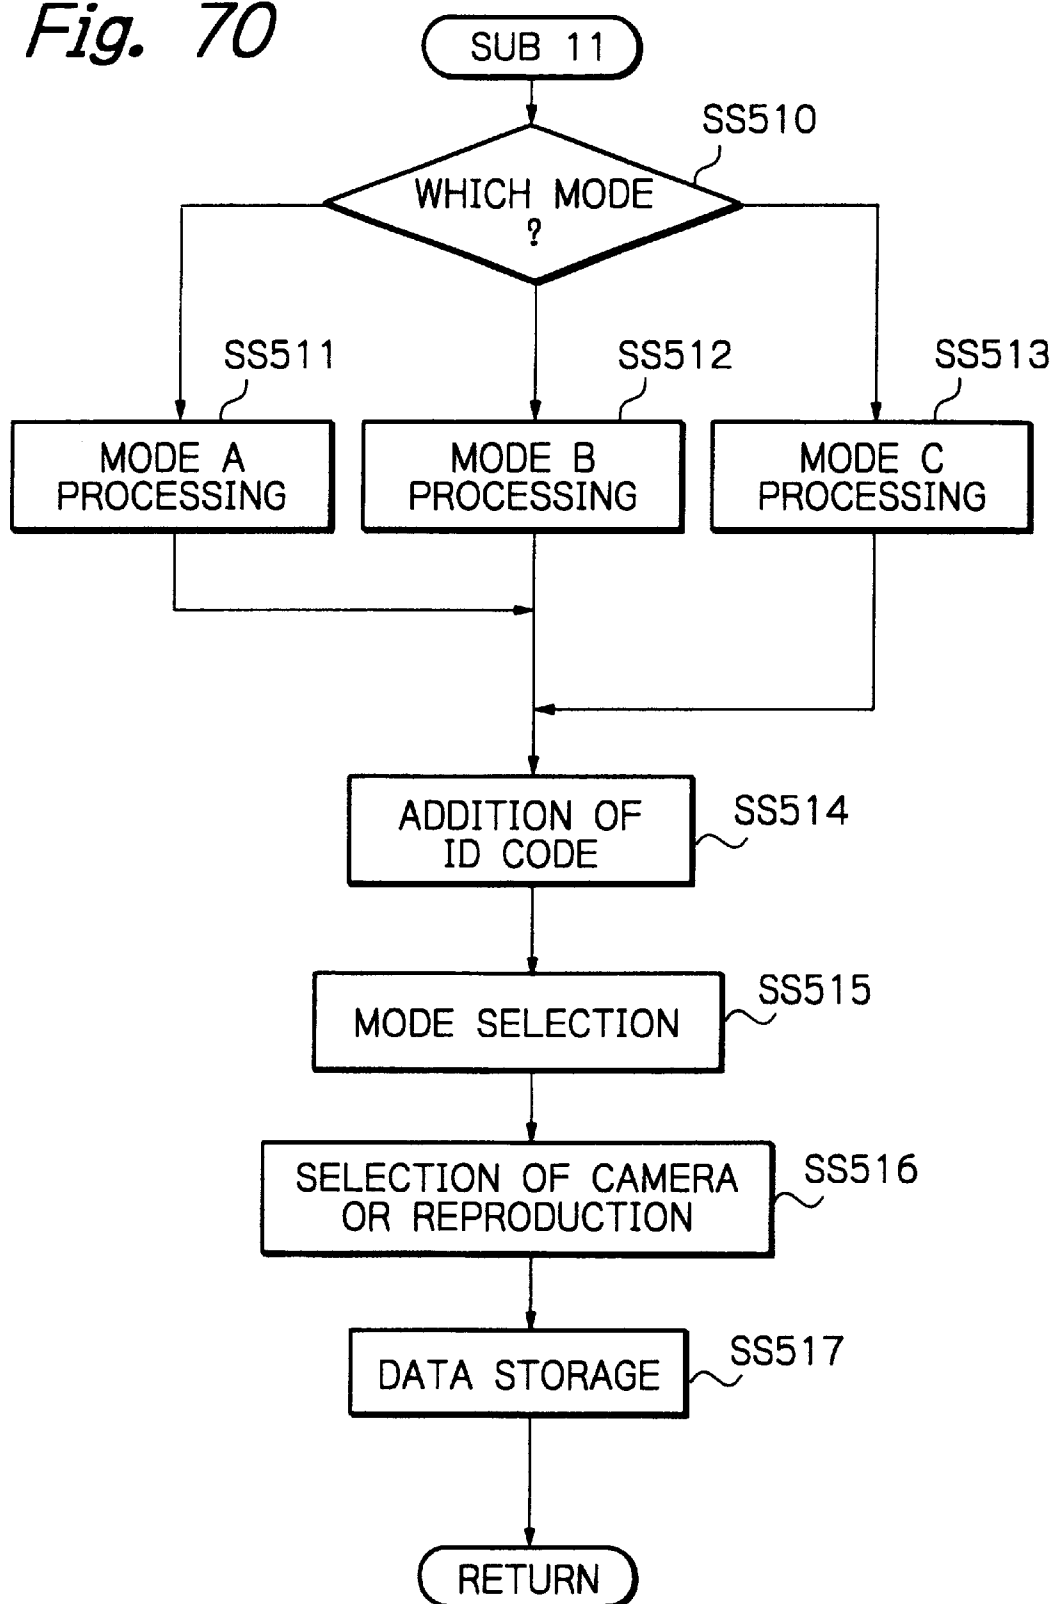 Fig. 70
SUB 11
SS510
WHICH MODE
?
SS511
SS512
SS513
MODE A
PROCESSING
MODE B
PROCESSING
MODE C
PROCESSING
ADDITION OF
ID CODE
SS514
MODE SELECTION
SS515
SELECTION OF CAMERA
OR REPRODUCTION
SS516
DATA STORAGE
SS517
RETURN